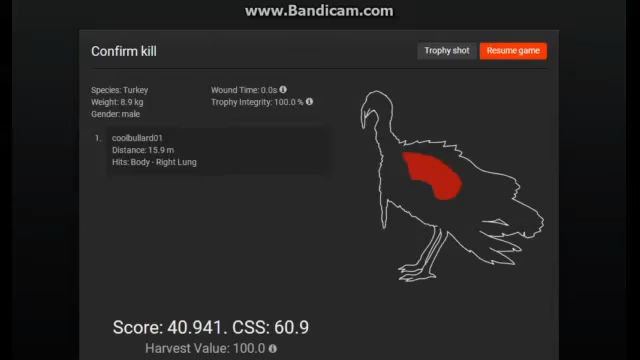 www.Bandicam.com
Confirm kill
Trophy shot
Resume game
Species: Turkey
Weight: 8.9 kg
Gender: male
Wound Time: 0.0s
Trophy Integrity: 100.0 %
1. coolbullard01
Distance: 15.9 m
Hits: Body - Right Lung
Score: 40.941. CSS: 60.9
Harvest Value: 100.0